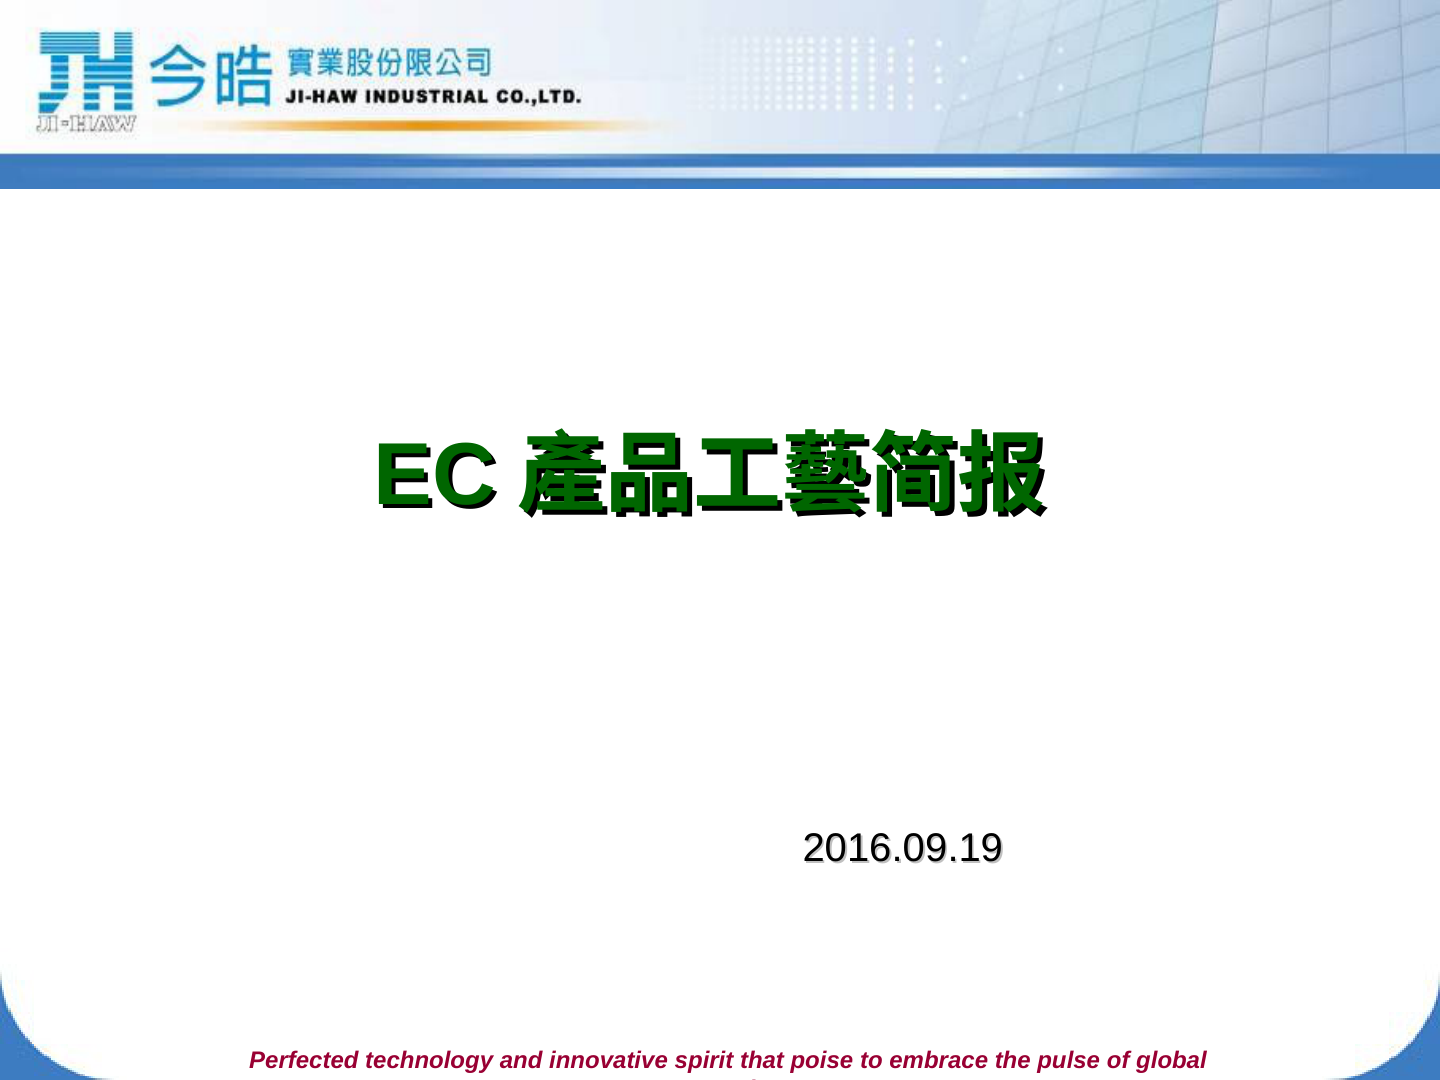 JH 今皓 實業股份限公司
JI-HAW INDUSTRIAL CO.,LTD.
JI-HAW
EC 產品工藝简报
2016.09.19
Perfected technology and innovative spirit that poise to embrace the pulse of global